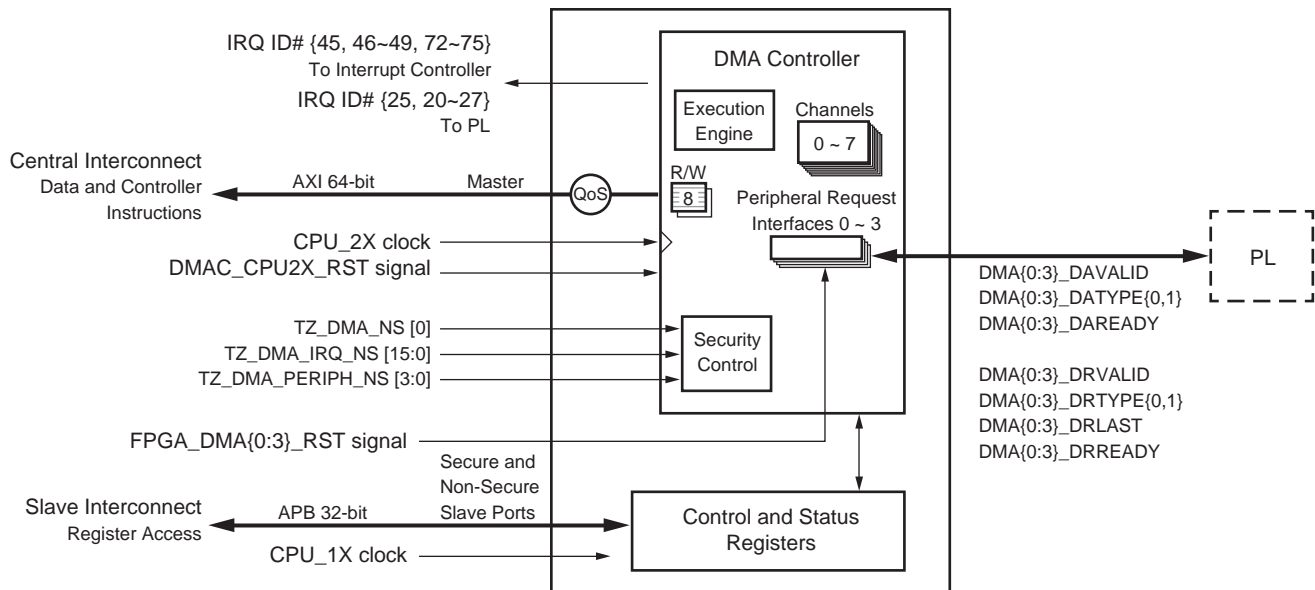 IRQ ID# {45, 46~49, 72~75}
To Interrupt Controller
IRQ ID# {25, 20~27}
To PL
DMA Controller
Execution
Engine
Channels
0 ~ 7
Central Interconnect
Data and Controller
Instructions
AXI 64-bit
Master
QoS
R/W
8
Peripheral Request
Interfaces 0 ~ 3
CPU_2X clock
DMAC_CPU2X_RST signal
PL
DMA{0:3}_DAVALID
DMA{0:3}_DATYPE{0,1}
DMA{0:3}_DAREADY
TZ_DMA_NS [0]
TZ_DMA_IRQ_NS [15:0]
TZ_DMA_PERIPH_NS [3:0]
Security
Control
DMA{0:3}_DRVALID
DMA{0:3}_DRTYPE{0,1}
DMA{0:3}_DRLAST
DMA{0:3}_DRREADY
FPGA_DMA{0:3}_RST signal
Secure and
Non-Secure
Slave Ports
Slave Interconnect
Register Access
APB 32-bit
Control and Status
Registers
CPU_1X clock